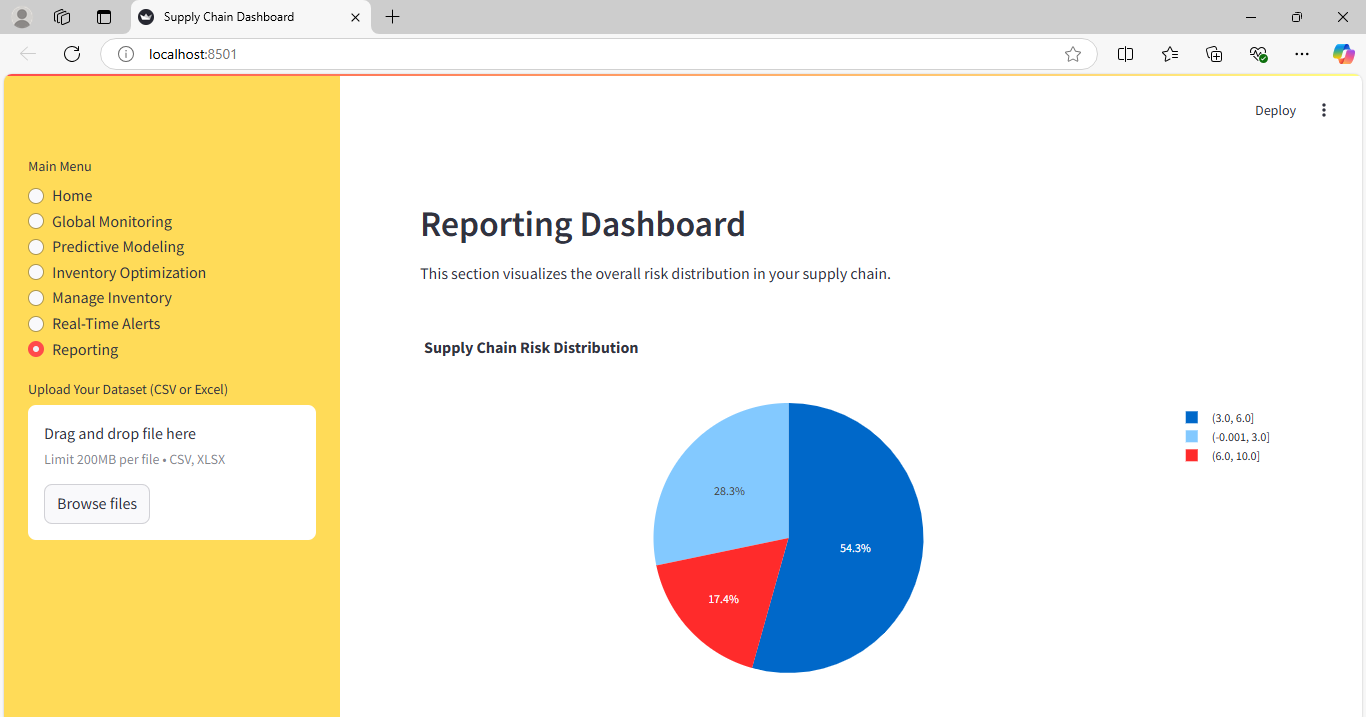 Supply Chain Dashboard
localhost:8501
Deploy
Main Menu
Home
Global Monitoring
Predictive Modeling
Inventory Optimization
Manage Inventory
Real-Time Alerts
Reporting
Upload Your Dataset (CSV or Excel)
Drag and drop file here
Limit 200MB per file • CSV, XLSX
Browse files
Reporting Dashboard
This section visualizes the overall risk distribution in your supply chain.
Supply Chain Risk Distribution
(3.0, 6.0]
(-0.001, 3.0]
(6.0, 10.0]
28.3%
54.3%
17.4%